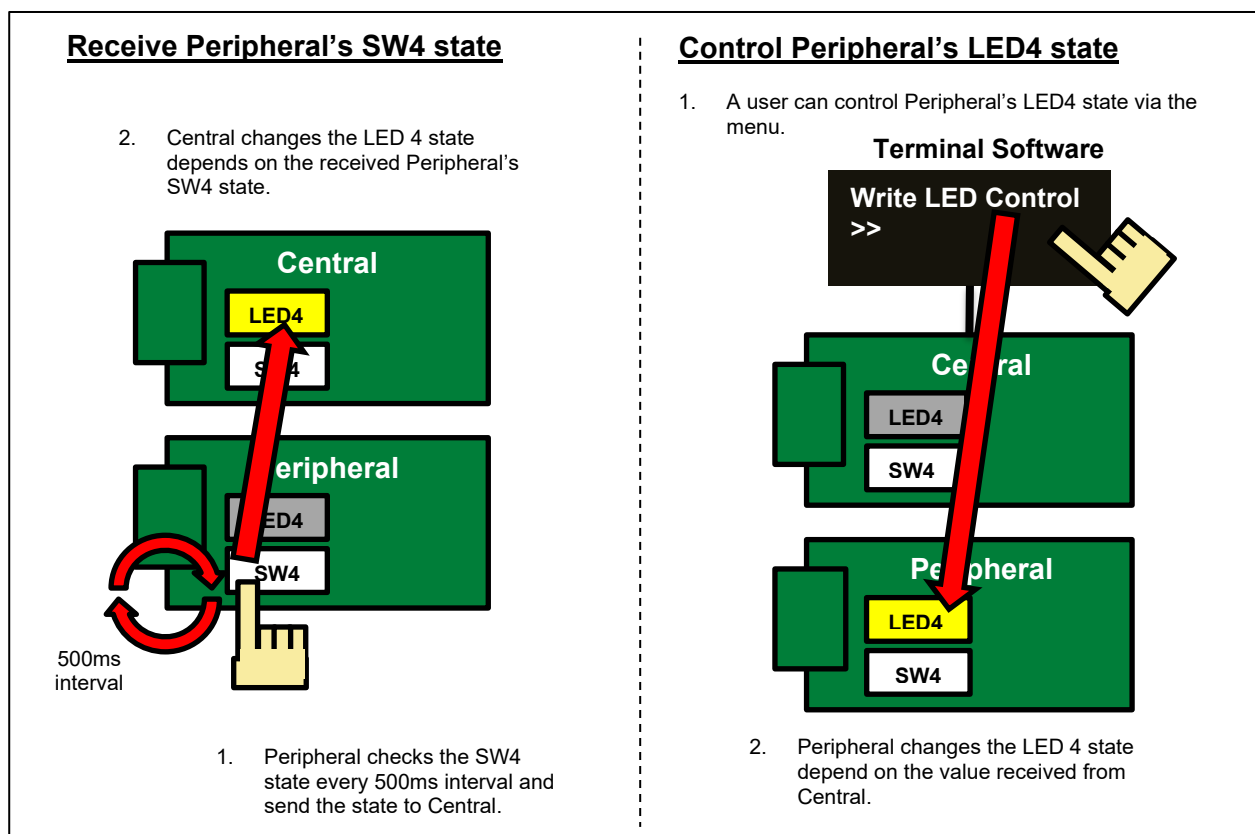 Receive Peripheral's SW4 state
2. Central changes the LED 4 state
depends on the received Peripheral's
SW4 state.
Central
LED4
SW4
Peripheral
LED4
SW4
500ms
interval
1. Peripheral checks the SW4
state every 500ms interval and
send the state to Central.
Control Peripheral's LED4 state
1. A user can control Peripheral's LED4 state via the
menu.
Terminal Software
Write LED Control
>>
Central
LED4
SW4
Peripheral
LED4
SW4
2. Peripheral changes the LED 4 state
depend on the value received from
Central.